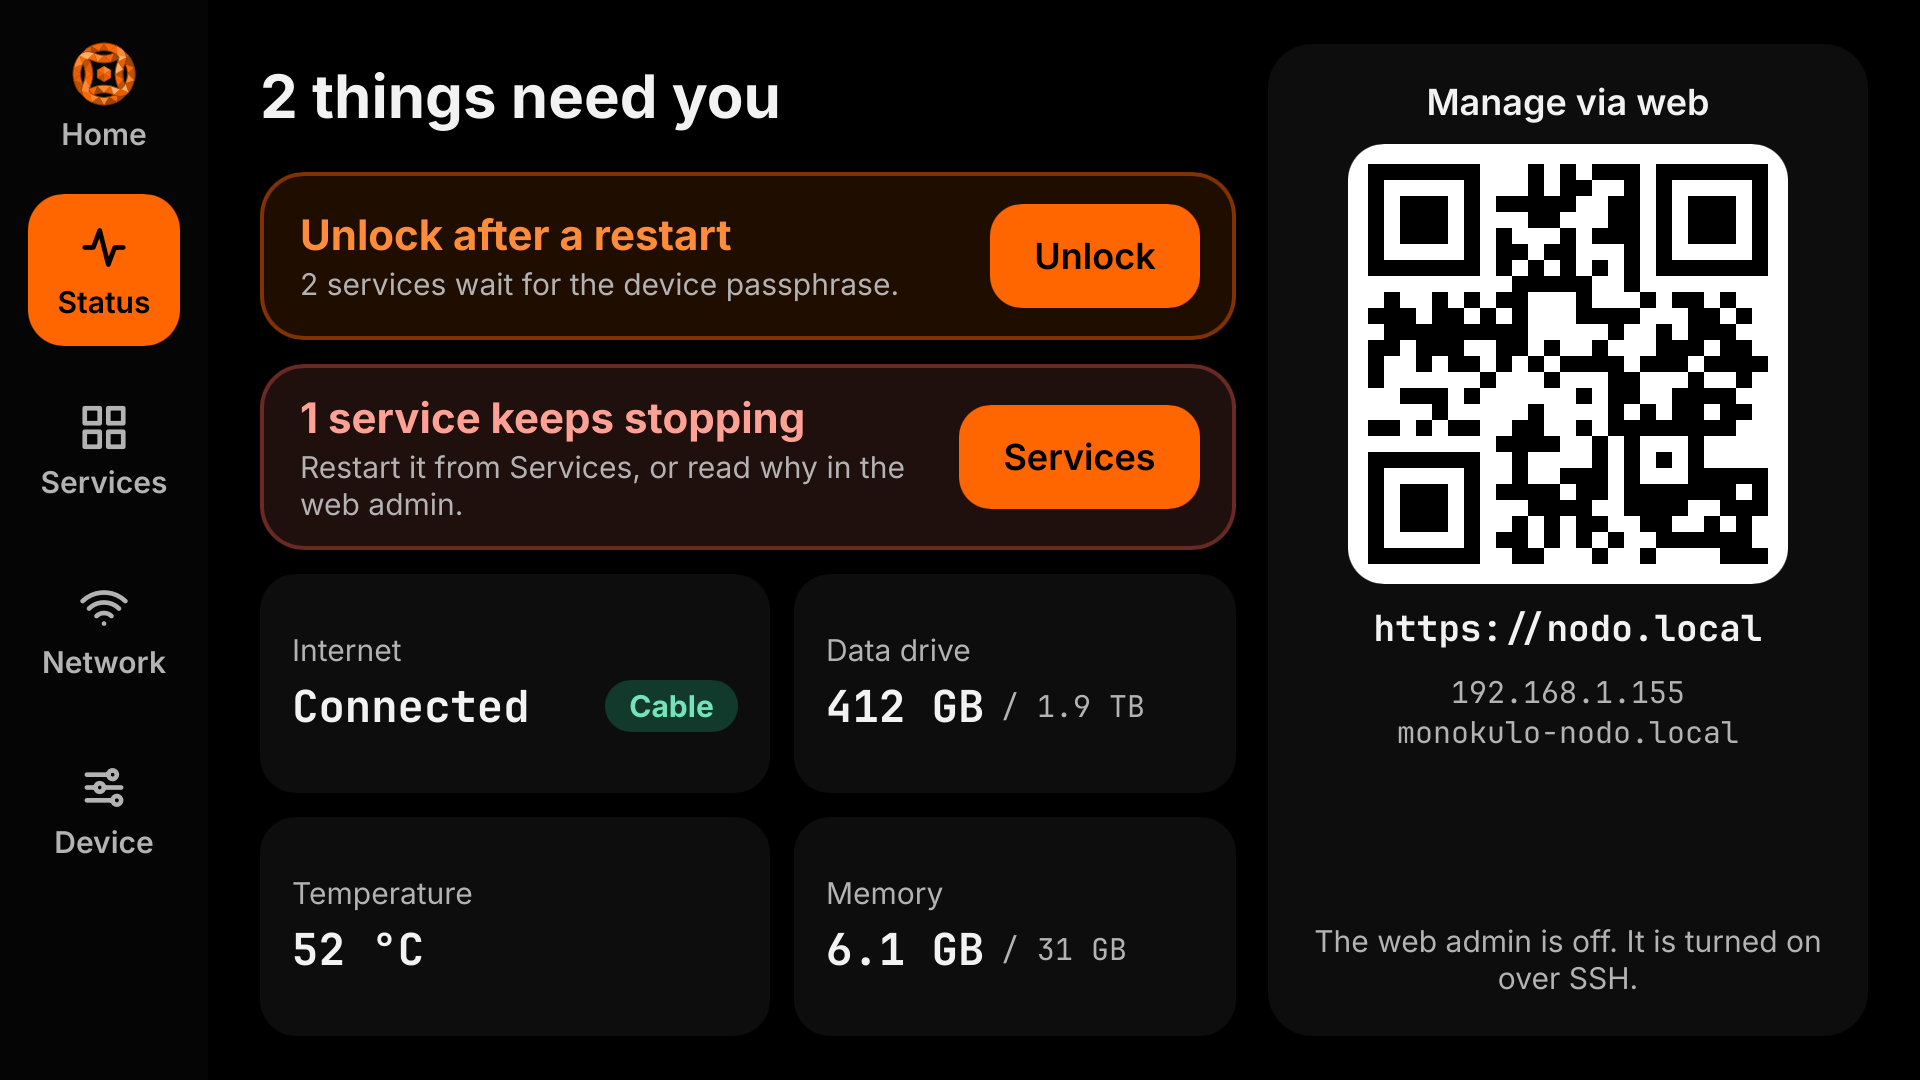 Home
Status
Services
Network
Device
2 things need you
Unlock after a restart
2 services wait for the device passphrase.
Unlock
1 service keeps stopping
Restart it from Services, or read why in the
web admin.
Services
Internet
Connected
Cable
Data drive
412 GB / 1.9 TB
Temperature
52 °C
Memory
6.1 GB / 31 GB
Manage via web
https://nodo.local
192.168.1.155
monokulo-nodo.local
The web admin is off. It is turned on
over SSH.